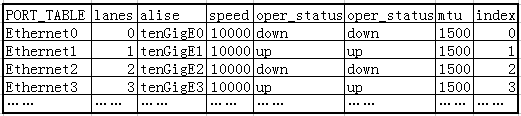 PORT_TABLE lanes alise speed oper_status oper_status mtu index
Ethernet0 0 tenGigE0 10000 down down 1500 0
Ethernet1 1 tenGigE1 10000 up up 1500 1
Ethernet2 2 tenGigE2 10000 down down 1500 2
Ethernet3 3 tenGigE3 10000 up up 1500 3
…… …… …… …… …… …… …… ……